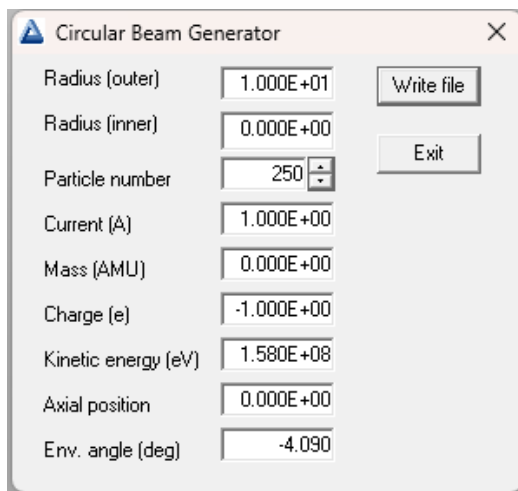 Circular Beam Generator
Radius (outer) 1.000E+01 Write file
Radius (inner) 0.000E+00
Exit
Particle number 250
Current (A) 1.000E+00
Mass (AMU) 0.000E+00
Charge (e) -1.000E+00
Kinetic energy (eV) 1.580E+08
Axial position 0.000E+00
Env. angle (deg) -4.090